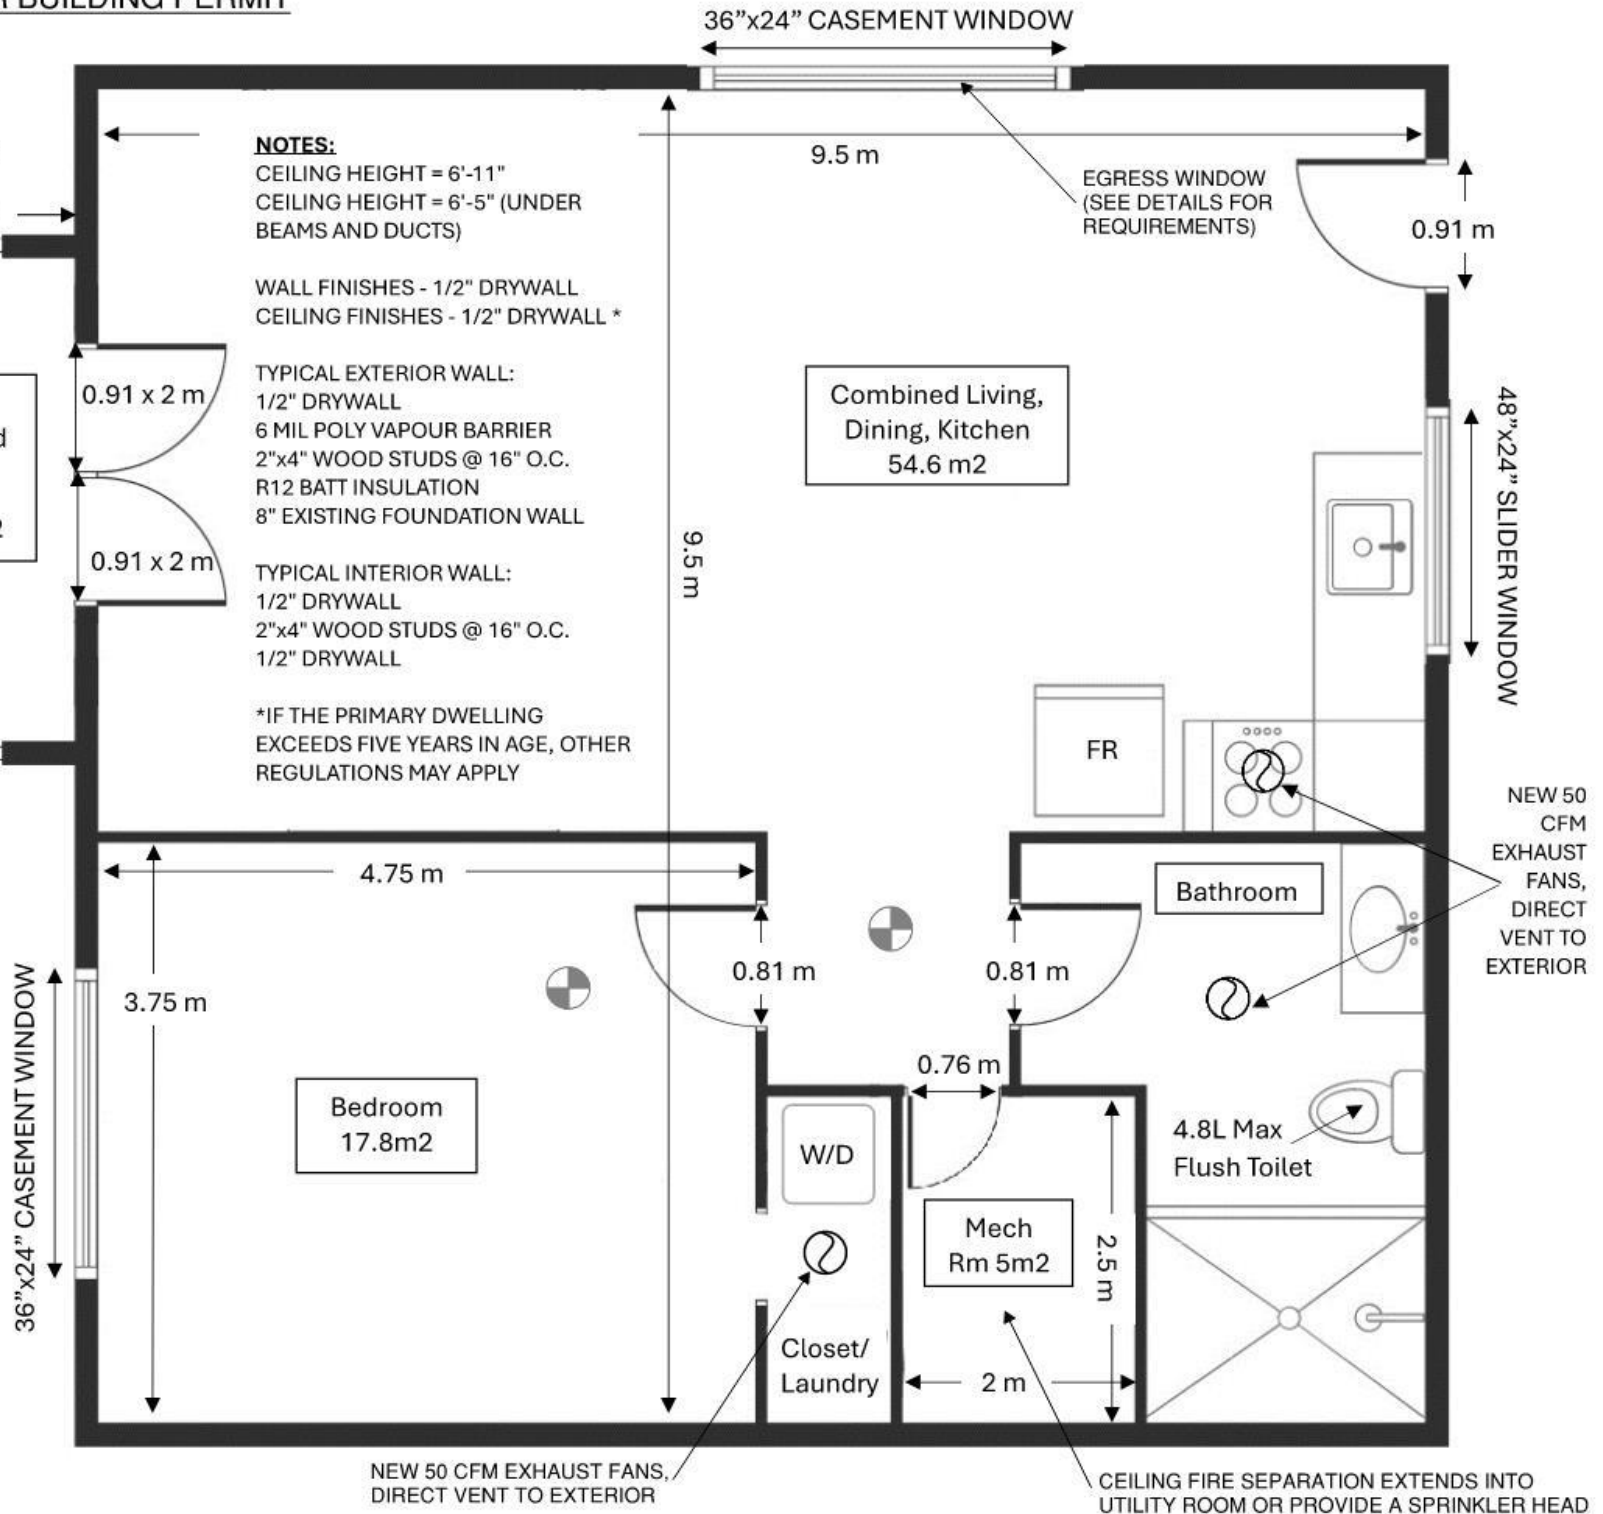 R BUILDING PERMIT
36”x24” CASEMENT WINDOW
NOTES:
CEILING HEIGHT = 6'-11"
CEILING HEIGHT = 6'-5" (UNDER
BEAMS AND DUCTS)
WALL FINISHES - 1/2" DRYWALL
CEILING FINISHES - 1/2" DRYWALL *
TYPICAL EXTERIOR WALL:
1/2" DRYWALL
6 MIL POLY VAPOUR BARRIER
2"x4" WOOD STUDS @ 16" O.C.
R12 BATT INSULATION
8" EXISTING FOUNDATION WALL
TYPICAL INTERIOR WALL:
1/2" DRYWALL
2"x4" WOOD STUDS @ 16" O.C.
1/2" DRYWALL
*IF THE PRIMARY DWELLING
EXCEEDS FIVE YEARS IN AGE, OTHER
REGULATIONS MAY APPLY
9.5 m
EGRESS WINDOW
(SEE DETAILS FOR
REQUIREMENTS)
0.91 m
0.91 x 2 m
0.91 x 2 m
d
2
Combined Living,
Dining, Kitchen
54.6 m2
9.5 m
48”x24” SLIDER WINDOW
FR
NEW 50
CFM
EXHAUST
FANS,
DIRECT
VENT TO
EXTERIOR
4.75 m
Bathroom
0.81 m
0.81 m
3.75 m
36”x24” CASEMENT WINDOW
0.76 m
Bedroom
17.8m2
W/D
4.8L Max
Flush Toilet
Mech
Rm 5m2
2.5 m
Closet/
Laundry
2 m
NEW 50 CFM EXHAUST FANS,
DIRECT VENT TO EXTERIOR
CEILING FIRE SEPARATION EXTENDS INTO
UTILITY ROOM OR PROVIDE A SPRINKLER HEAD